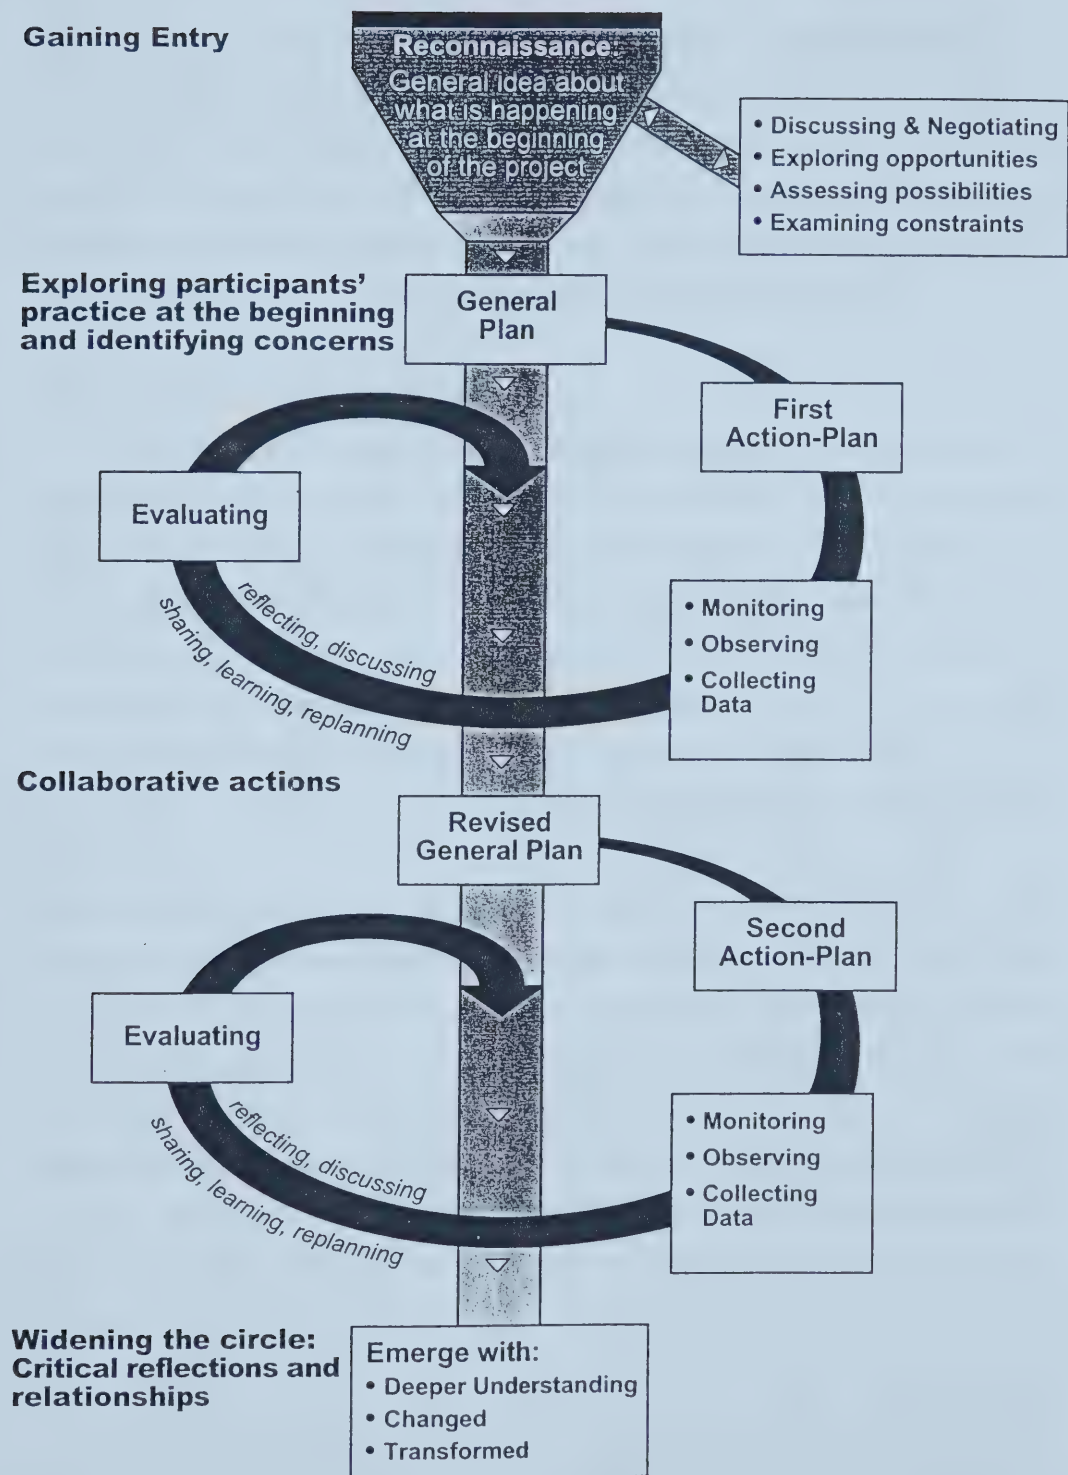 Gaining Entry
Reconnaissance:
General idea about
what is happening
at the beginning
of the project
• Discussing & Negotiating
• Exploring opportunities
• Assessing possibilities
• Examining constraints
Exploring participants'
practice at the beginning
and identifying concerns
General
Plan
First
Action-Plan
Evaluating
• Monitoring
• Observing
• Collecting
Data
reflecting, discussing
sharing, learning, replanning
Collaborative actions
Revised
General Plan
Second
Action-Plan
Evaluating
• Monitoring
• Observing
• Collecting
Data
reflecting, discussing
sharing, learning, replanning
Widening the circle:
Critical reflections and
relationships
Emerge with:
• Deeper Understanding
• Changed
• Transformed